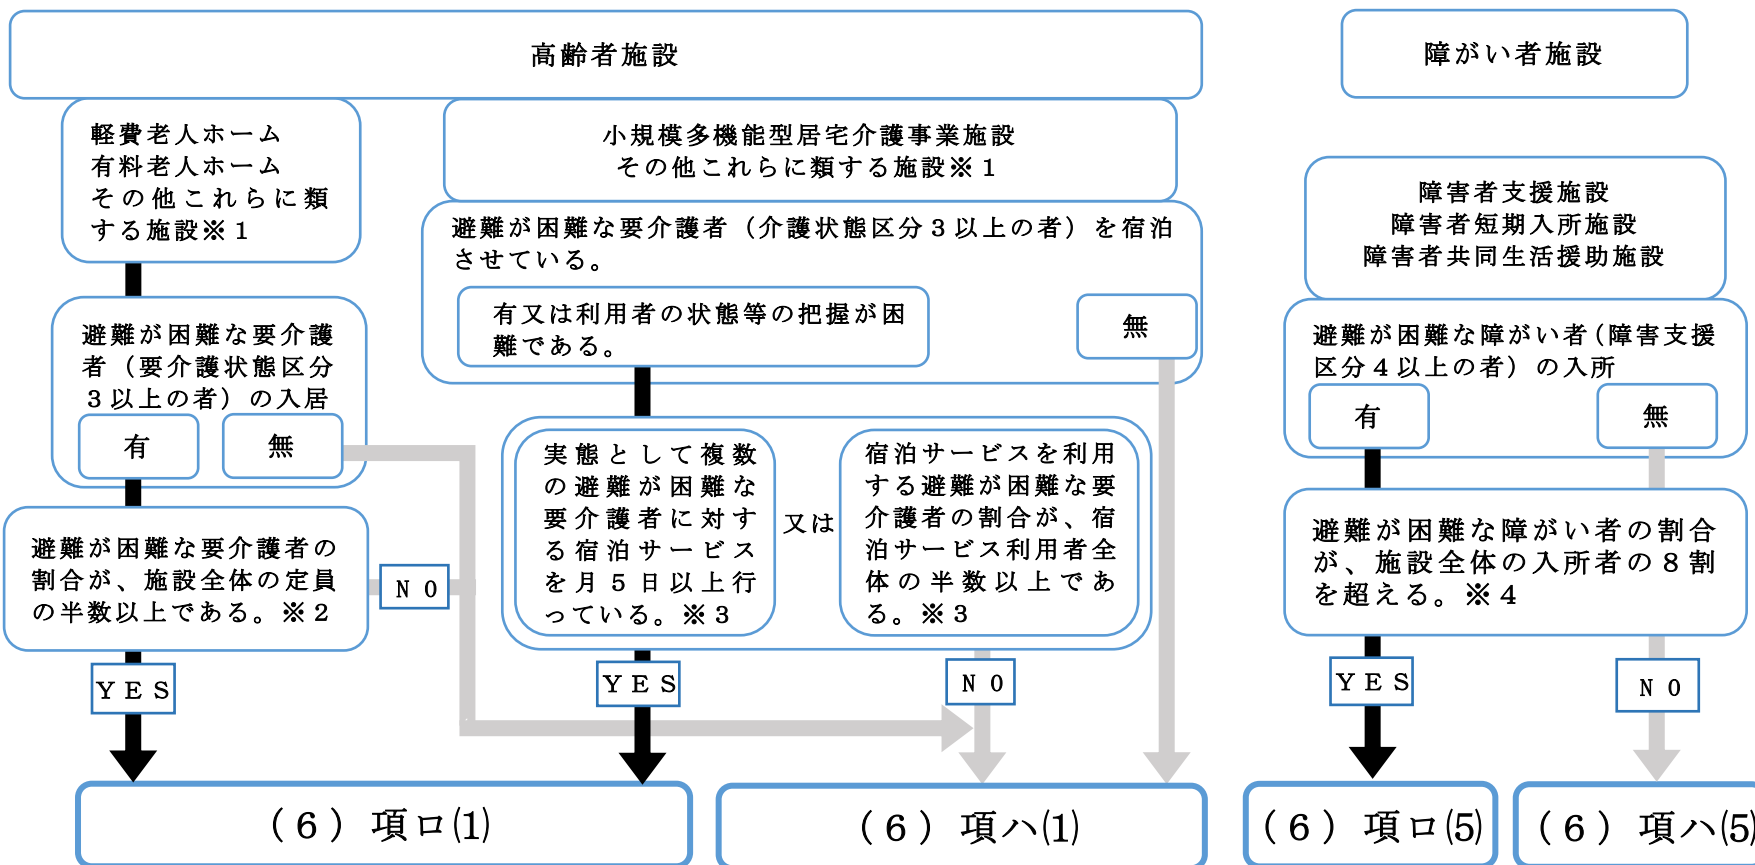 高齢者施設
軽費老人ホーム
有料老人ホーム
その他これらに類
する施設※１
避難が困難な要介護
者（要介護状態区分
３以上の者）の入居
有
無
避難が困難な要介護者の
割合が、施設全体の定員
の半数以上である。※２
ＮＯ
ＹＥＳ
小規模多機能型居宅介護事業施設
その他これらに類する施設※１
避難が困難な要介護者（介護状態区分３以上の者）を宿泊
させている。
有又は利用者の状態等の把握が困
難である。
無
実態として複数
の避難が困難な
要介護者に対す
る宿泊サービス
を月５日以上行
っている。※３
又は
宿泊サービスを利用
する避難が困難な要
介護者の割合が、宿
泊サービス利用者全
体の半数以上であ
る。※３
ＹＥＳ
ＮＯ
（６）項ロ⑴
（６）項ハ⑴
障がい者施設
障害者支援施設
障害者短期入所施設
障害者共同生活援助施設
避難が困難な障がい者（障害支援
区分４以上の者）の入所
有
無
避難が困難な障がい者の割合
が、施設全体の入所者の８割
を超える。※４
ＹＥＳ
ＮＯ
（６）項ロ⑸
（６）項ハ⑸